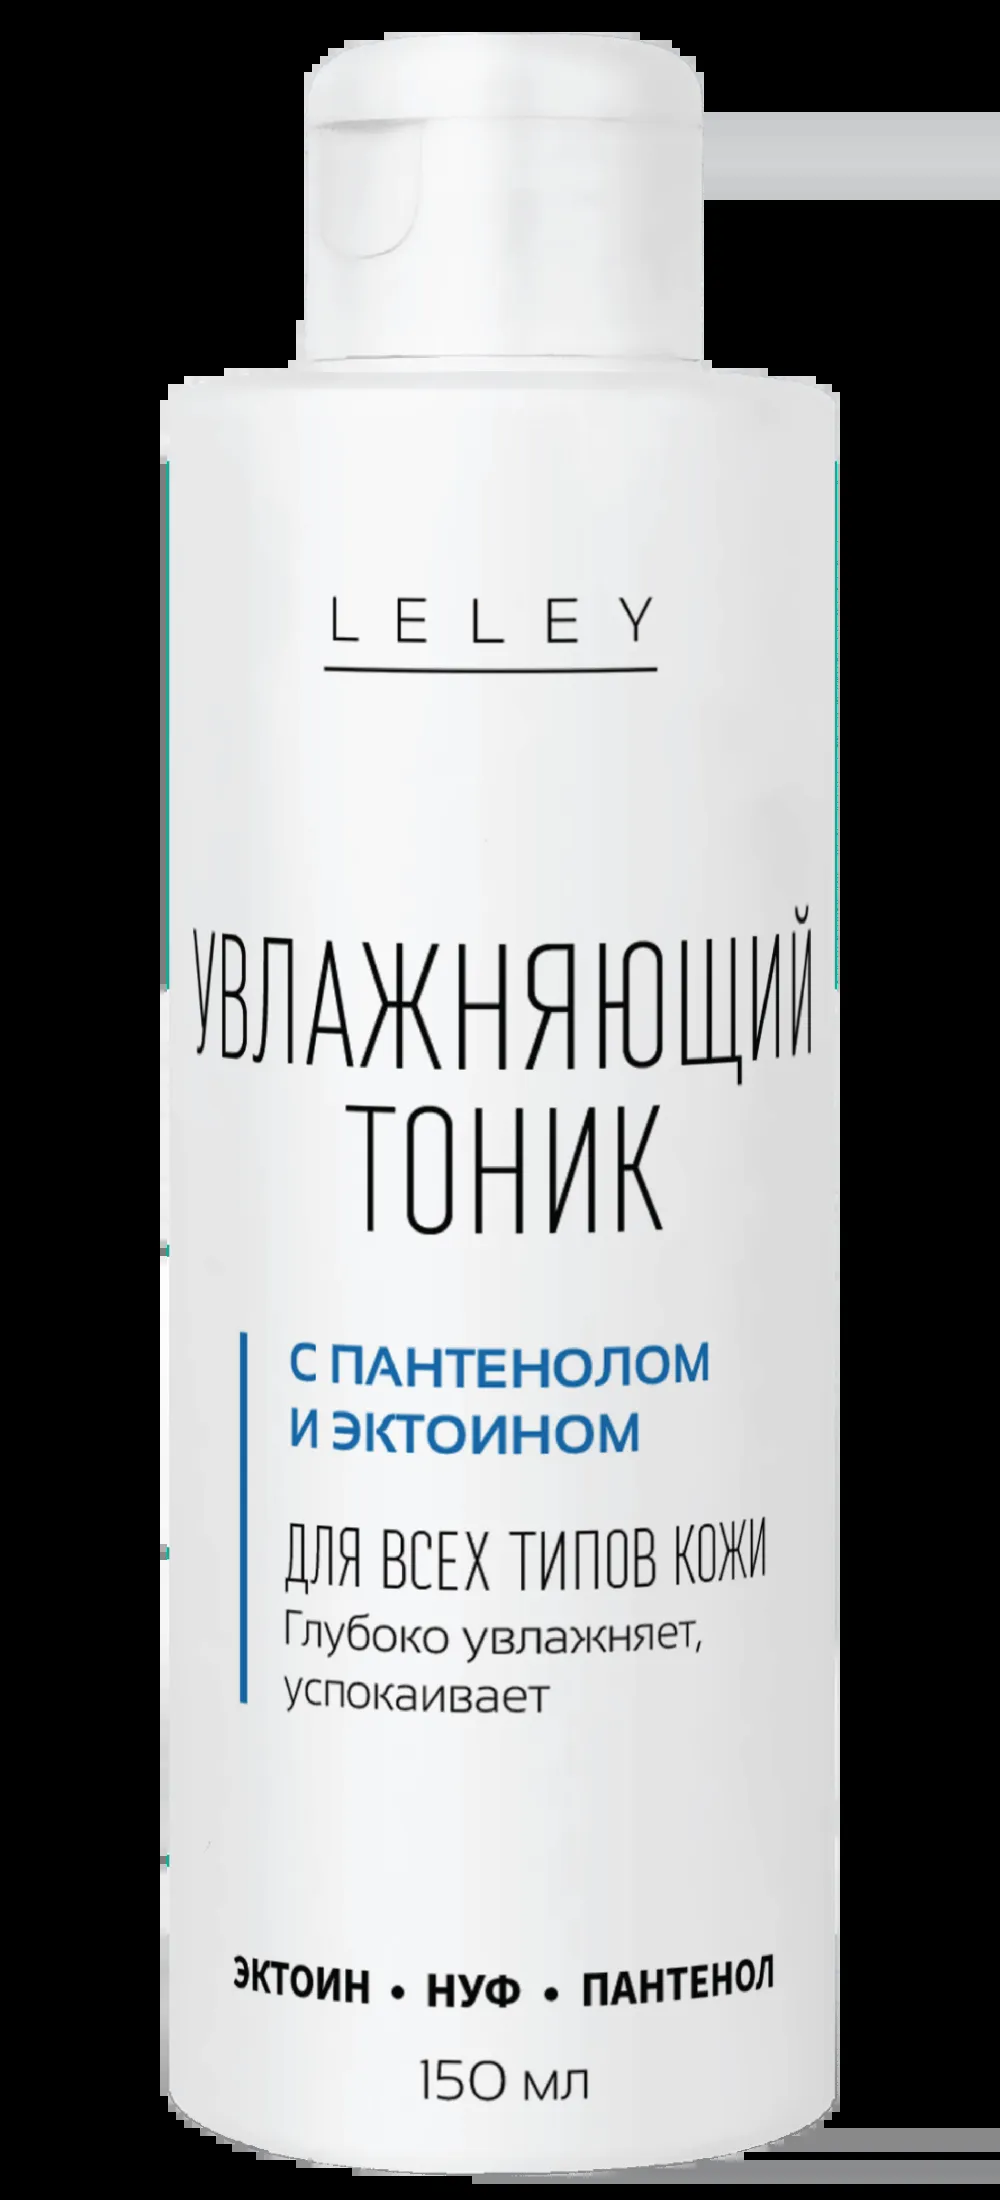 LELEY
УВЛАЖНЯЮЩИЙ
ТОНИК
С ПАНТЕНОЛОМ
И ЭКТОИНОМ
ДЛЯ ВСЕХ ТИПОВ КОЖИ
Глубоко увлажняет,
успокаивает
ЭКТОИН • НУФ • ПАНТЕНОЛ
150 мл